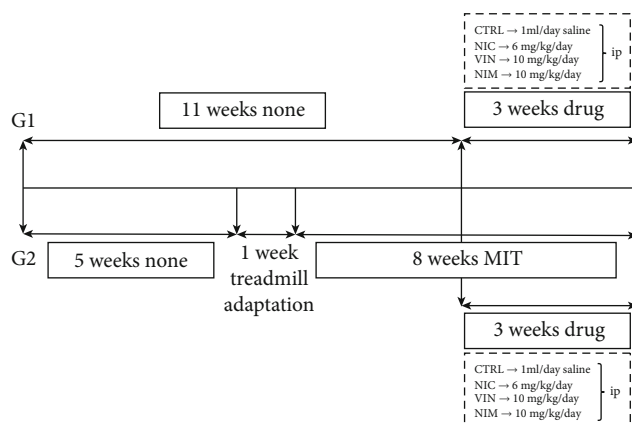 CTRL → 1ml/day saline
NIC → 6 mg/kg/day
VIN → 10 mg/kg/day
NIM → 10 mg/kg/day
ip
11 weeks none
3 weeks drug
G1
G2
5 weeks none
1 week
treadmill
adaptation
8 weeks MIT
3 weeks drug
CTRL → 1ml/day saline
NIC → 6 mg/kg/day
VIN → 10 mg/kg/day
NIM → 10 mg/kg/day
ip